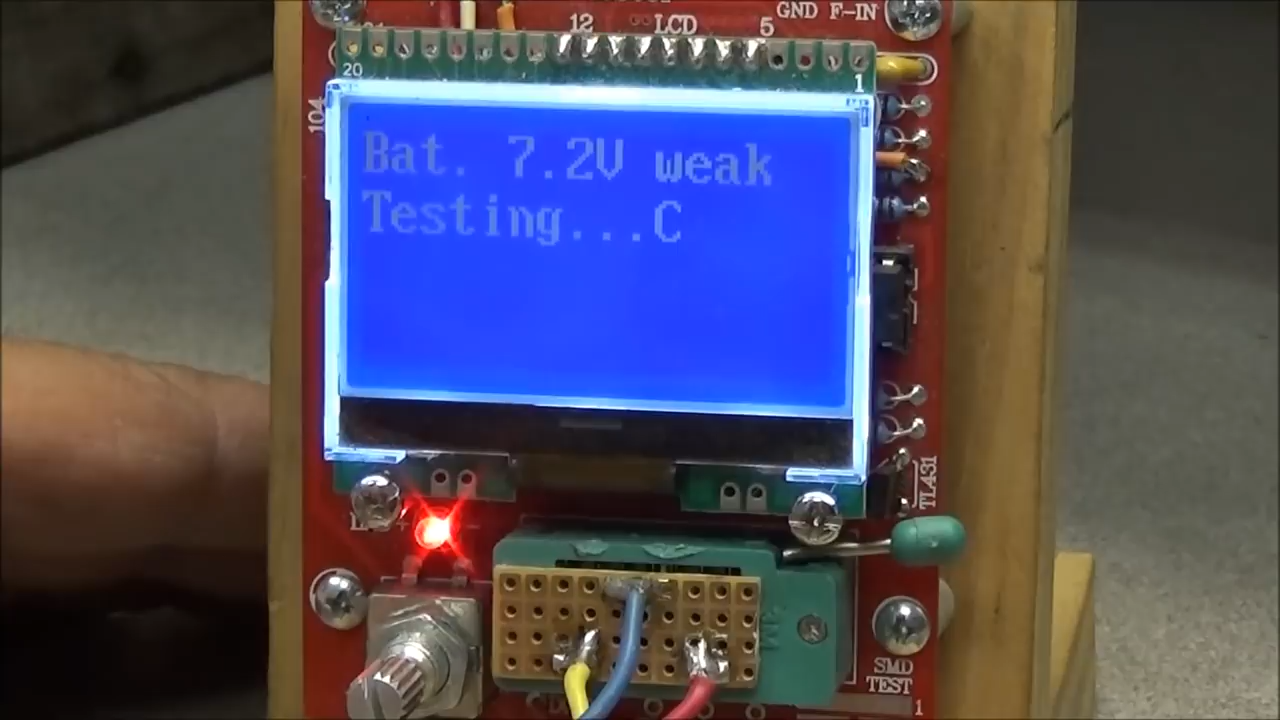 GND F-IN
12 LCD 5
20 1
104
Bat. 7.2V weak
Testing...C
TL431
SMD
TEST
1